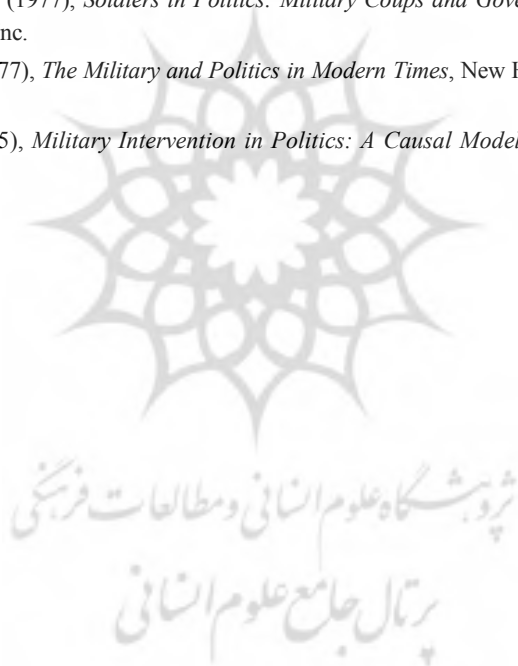 (1977), Soldiers in Politics: Military Coups and Gove
nc.
77), The Military and Politics in Modern Times, New H
5), Military Intervention in Politics: A Causal Model
پژوهشگاه علوم انسانی و مطالعات فرهنگی
پرتال جامع علوم انسانی